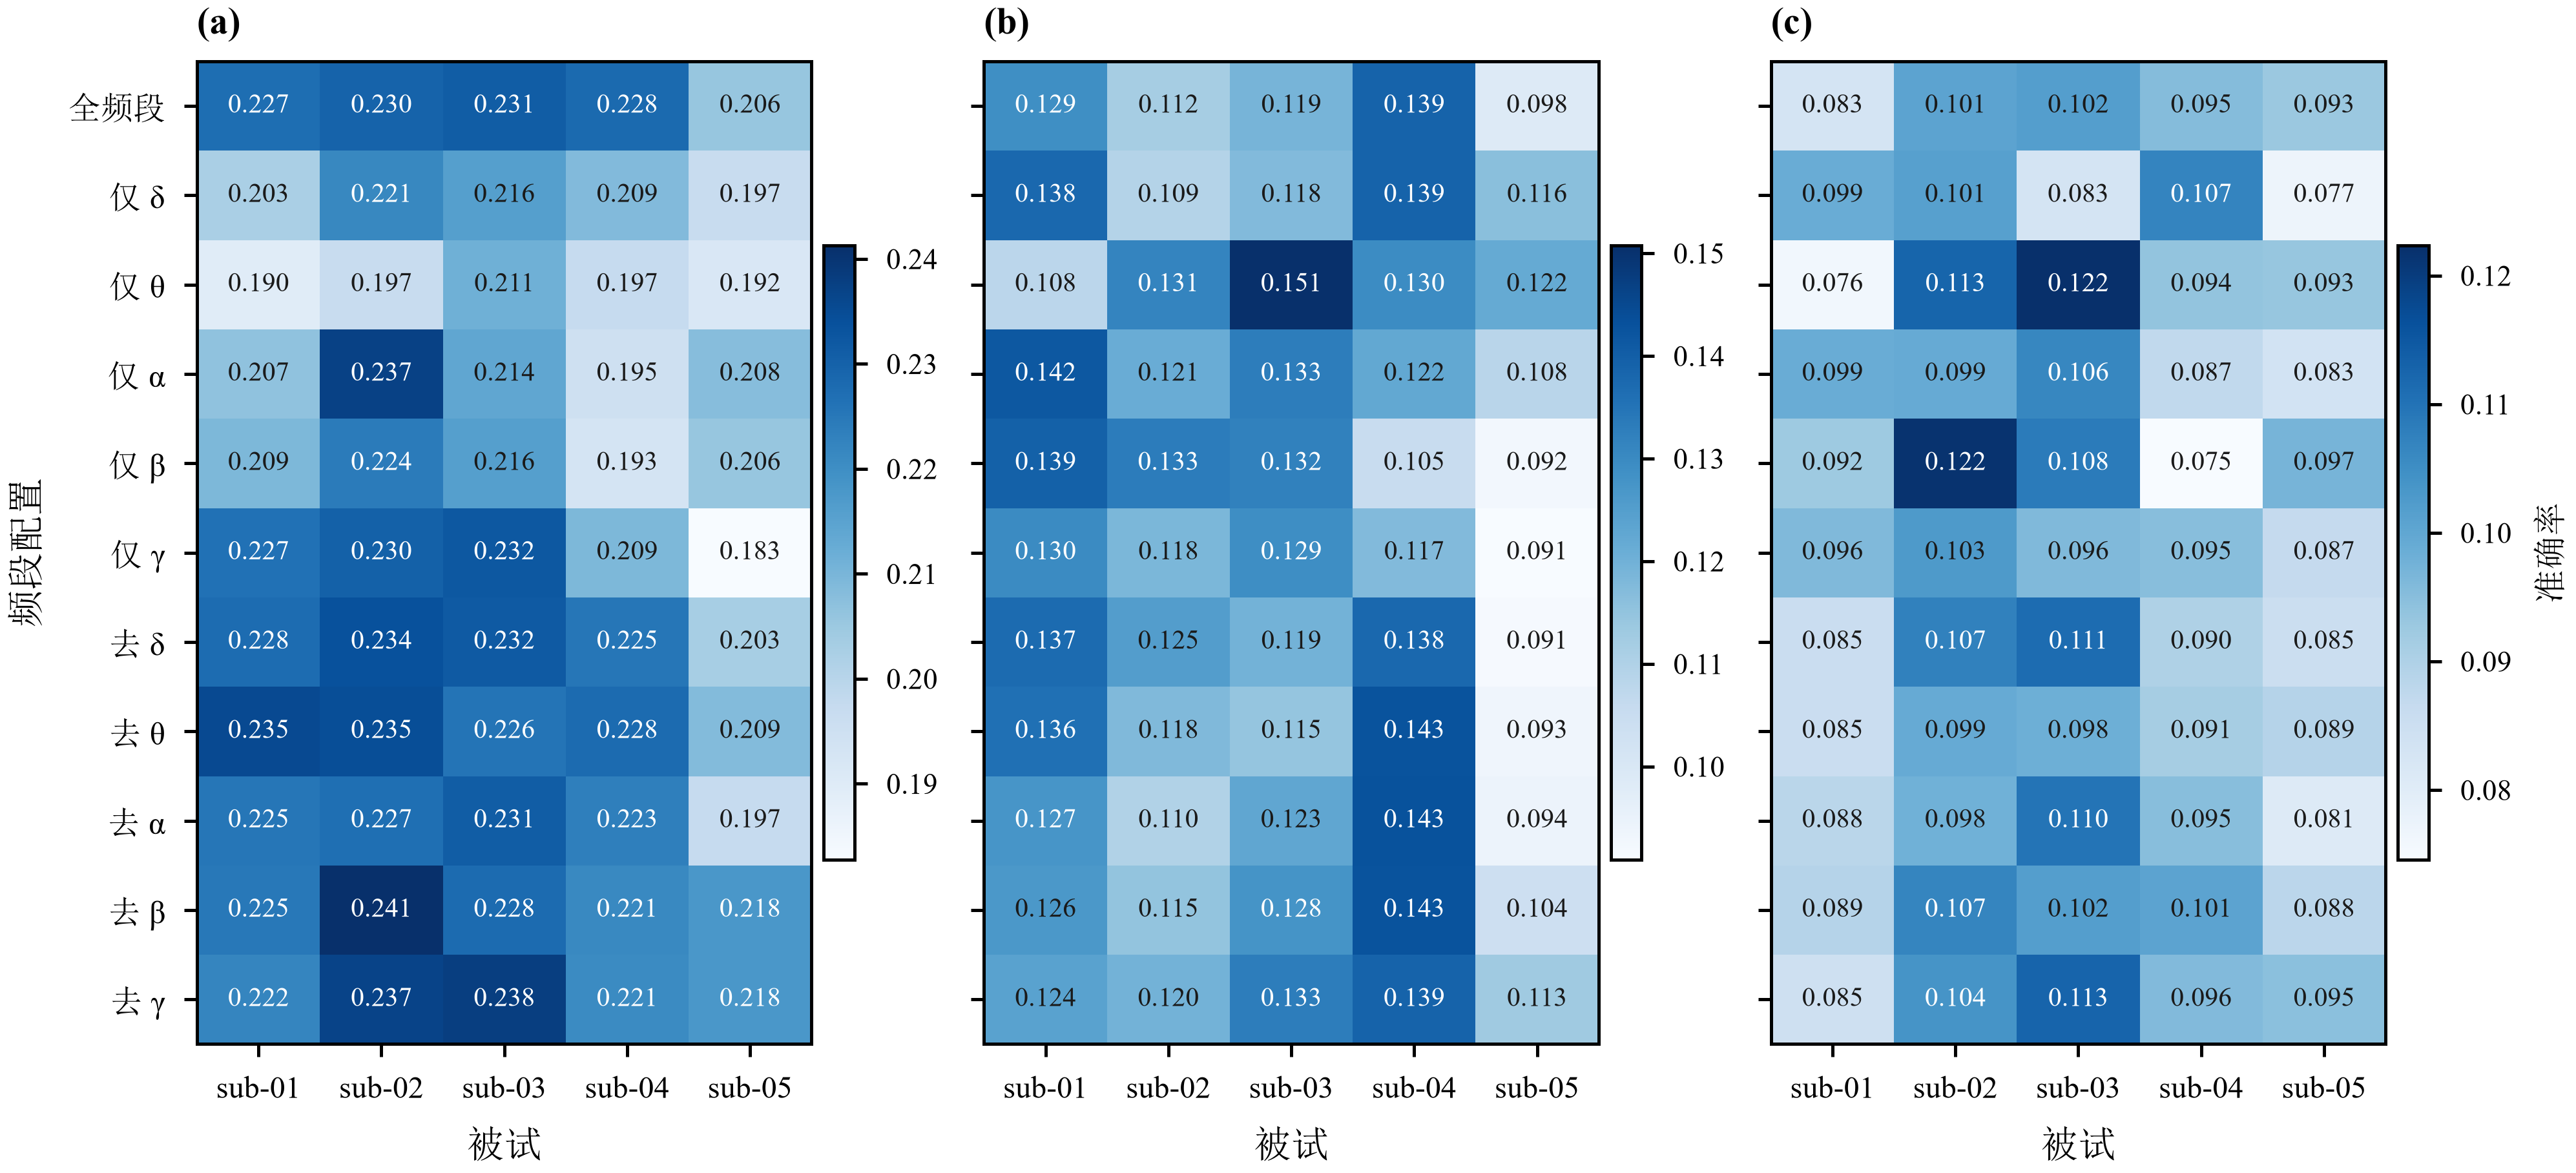 (a) (b) (c)
全频段 0.227 0.230 0.231 0.228 0.206 0.129 0.112 0.119 0.139 0.098 0.083 0.101 0.102 0.095 0.093
仅 δ 0.203 0.221 0.216 0.209 0.197 0.138 0.109 0.118 0.139 0.116 0.099 0.101 0.083 0.107 0.077
仅 θ 0.190 0.197 0.211 0.197 0.192 0.108 0.131 0.151 0.130 0.122 0.076 0.113 0.122 0.094 0.093
仅 α 0.207 0.237 0.214 0.195 0.208 0.142 0.121 0.133 0.122 0.108 0.099 0.099 0.106 0.087 0.083
仅 β 0.209 0.224 0.216 0.193 0.206 0.139 0.133 0.132 0.105 0.092 0.092 0.122 0.108 0.075 0.097
仅 γ 0.227 0.230 0.232 0.209 0.183 0.130 0.118 0.129 0.117 0.091 0.096 0.103 0.096 0.095 0.087
去 δ 0.228 0.234 0.232 0.225 0.203 0.137 0.125 0.119 0.138 0.091 0.085 0.107 0.111 0.090 0.085
去 θ 0.235 0.235 0.226 0.228 0.209 0.136 0.118 0.115 0.143 0.093 0.085 0.099 0.098 0.091 0.089
去 α 0.225 0.227 0.231 0.223 0.197 0.127 0.110 0.123 0.143 0.094 0.088 0.098 0.110 0.095 0.081
去 β 0.225 0.241 0.228 0.221 0.218 0.126 0.115 0.128 0.143 0.104 0.089 0.107 0.102 0.101 0.088
去 γ 0.222 0.237 0.238 0.221 0.218 0.124 0.120 0.133 0.139 0.113 0.085 0.104 0.113 0.096 0.095
sub-01 sub-02 sub-03 sub-04 sub-05 sub-01 sub-02 sub-03 sub-04 sub-05 sub-01 sub-02 sub-03 sub-04 sub-05
被试 被试 被试
频段配置
0.24
0.23
0.22
0.21
0.20
0.19
0.15
0.14
0.13
0.12
0.11
0.10
0.12
0.11
0.10
0.09
0.08
准确率